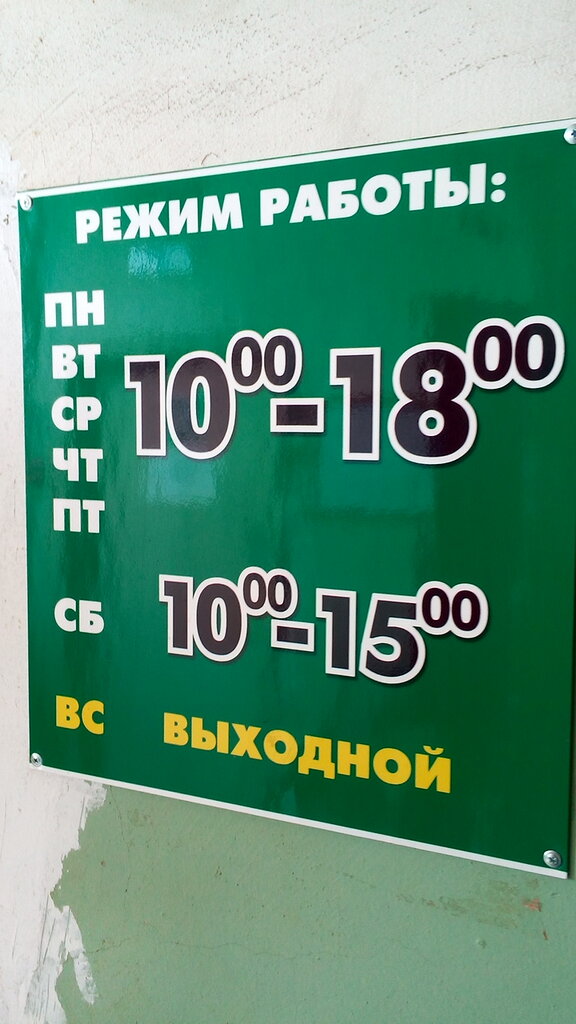 РЕЖИМ РАБОТЫ:
ПН
ВТ
СР
ЧТ
ПТ
10⁰⁰-18⁰⁰
СБ 10⁰⁰-15⁰⁰
ВС ВЫХОДНОЙ